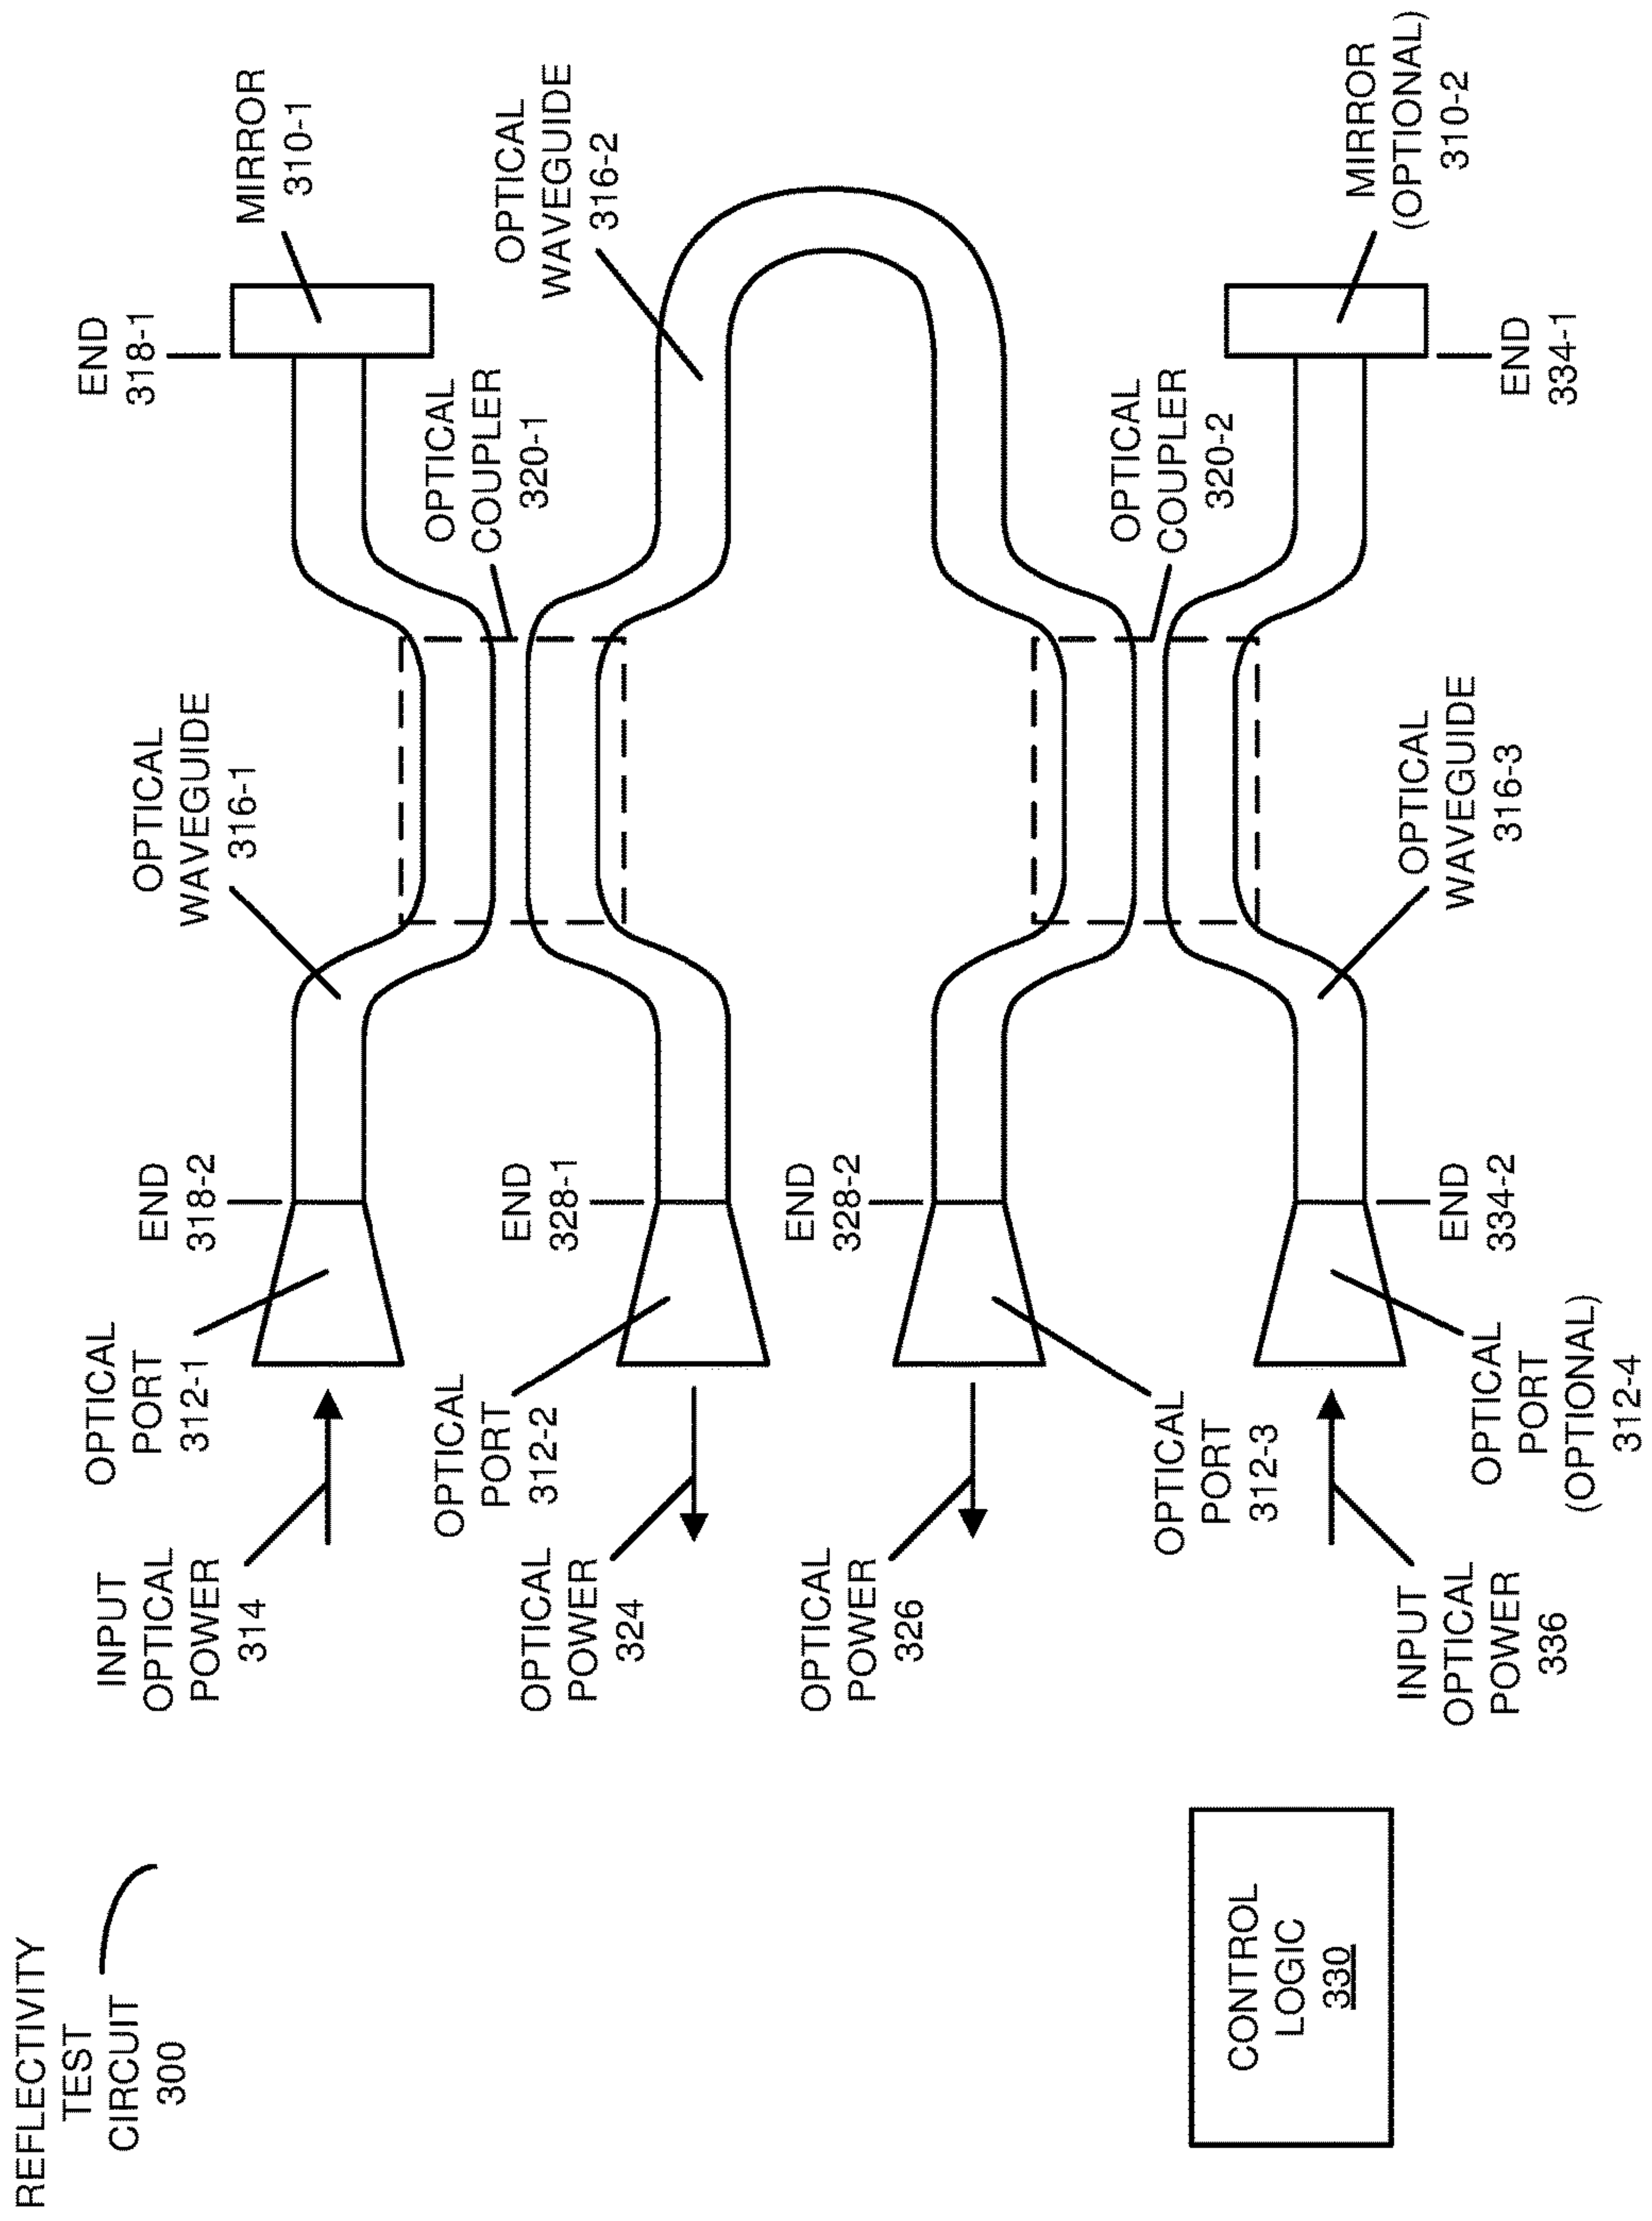 REFLECTIVITY
TEST
CIRCUIT
300
INPUT
OPTICAL
POWER
314
OPTICAL
PORT
312-1
END
318-2
OPTICAL
WAVEGUIDE
316-1
END
318-1
MIRROR
310-1
OPTICAL
COUPLER
320-1
OPTICAL
WAVEGUIDE
316-2
END
328-1
OPTICAL
PORT
312-2
OPTICAL
POWER
324
END
328-2
OPTICAL
POWER
326
OPTICAL
PORT
312-3
OPTICAL
COUPLER
320-2
MIRROR
(OPTIONAL)
310-2
END
334-1
OPTICAL
WAVEGUIDE
316-3
END
334-2
OPTICAL
PORT
(OPTIONAL)
312-4
INPUT
OPTICAL
POWER
336
CONTROL
LOGIC
330